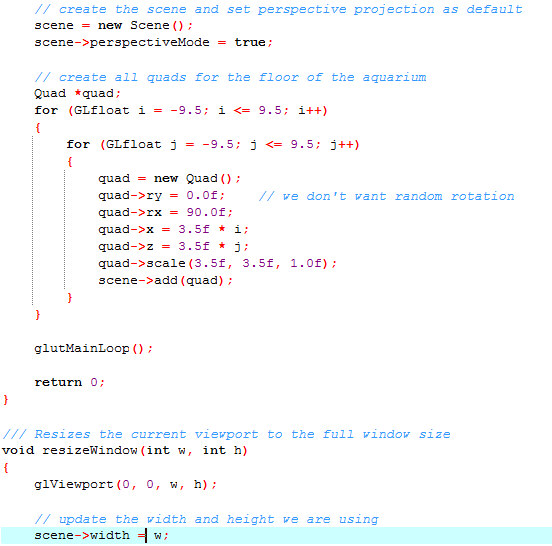 // create the scene and set perspective projection as default
scene = new Scene();
scene->perspectiveMode = true;
// create all quads for the floor of the aquarium
Quad *quad;
for (GLfloat i = -9.5; i <= 9.5; i++)
{
for (GLfloat j = -9.5; j <= 9.5; j++)
{
quad = new Quad();
quad->ry = 0.0f; // we don't want random rotation
quad->rx = 90.0f;
quad->x = 3.5f * i;
quad->z = 3.5f * j;
quad->scale(3.5f, 3.5f, 1.0f);
scene->add(quad);
}
}
glutMainLoop();
return 0;
}
/// Resizes the current viewport to the full window size
void resizeWindow(int w, int h)
{
glViewport(0, 0, w, h);
// update the width and height we are using
scene->width = w;